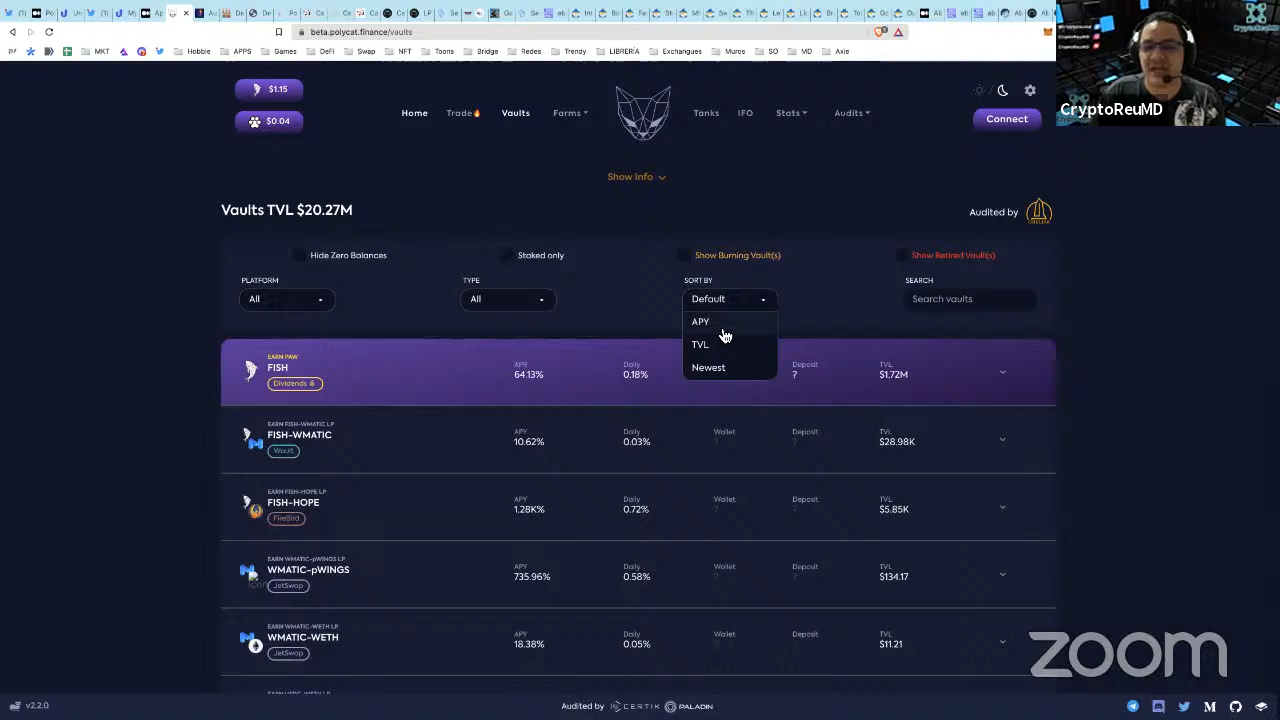 beta.polycat.finance/vaults
MKT
Hobbie
APPS
Games
DeFi
Swap
NFT
Tools
Bridge
Redes
Trendy
LIBRERÍA
Exchangues
Muros
SO
MD
Aur
CryptoReuMD
$1.15
$0.04
Home
Trade
Vaults
Farms
Tanks
IFO
Stats
Audits
Connect
Show Info
Vaults TVL $20.27M
Audited by
Hide Zero Balances
Staked only
Show Burning Vault(s)
Show Retired Vault(s)
PLATFORM
TYPE
SORT BY
SEARCH
All
All
Default
Search vaults
APY
TVL
Newest
EARN PAW
FISH
Dividends
APR
64.13%
Daily
0.18%
Deposit
?
TVL
$1.72M
EARN FISH-WMATIC LP
FISH-WMATIC
Wault
APY
10.62%
Daily
0.03%
Wallet
?
Deposit
?
TVL
$28.98K
EARN FISH-HOPE LP
FISH-HOPE
FireBird
APY
1.28K%
Daily
0.72%
Wallet
?
Deposit
?
TVL
$5.85K
EARN WMATIC-pWINGS LP
WMATIC-pWINGS
JetSwap
APY
735.96%
Daily
0.58%
Wallet
?
Deposit
?
TVL
$134.17
EARN WMATIC-WETH LP
WMATIC-WETH
JetSwap
APY
18.38%
Daily
0.05%
Wallet
?
Deposit
?
TVL
$11.21
zoom
v2.2.0
Audited by CERTIK PALADIN